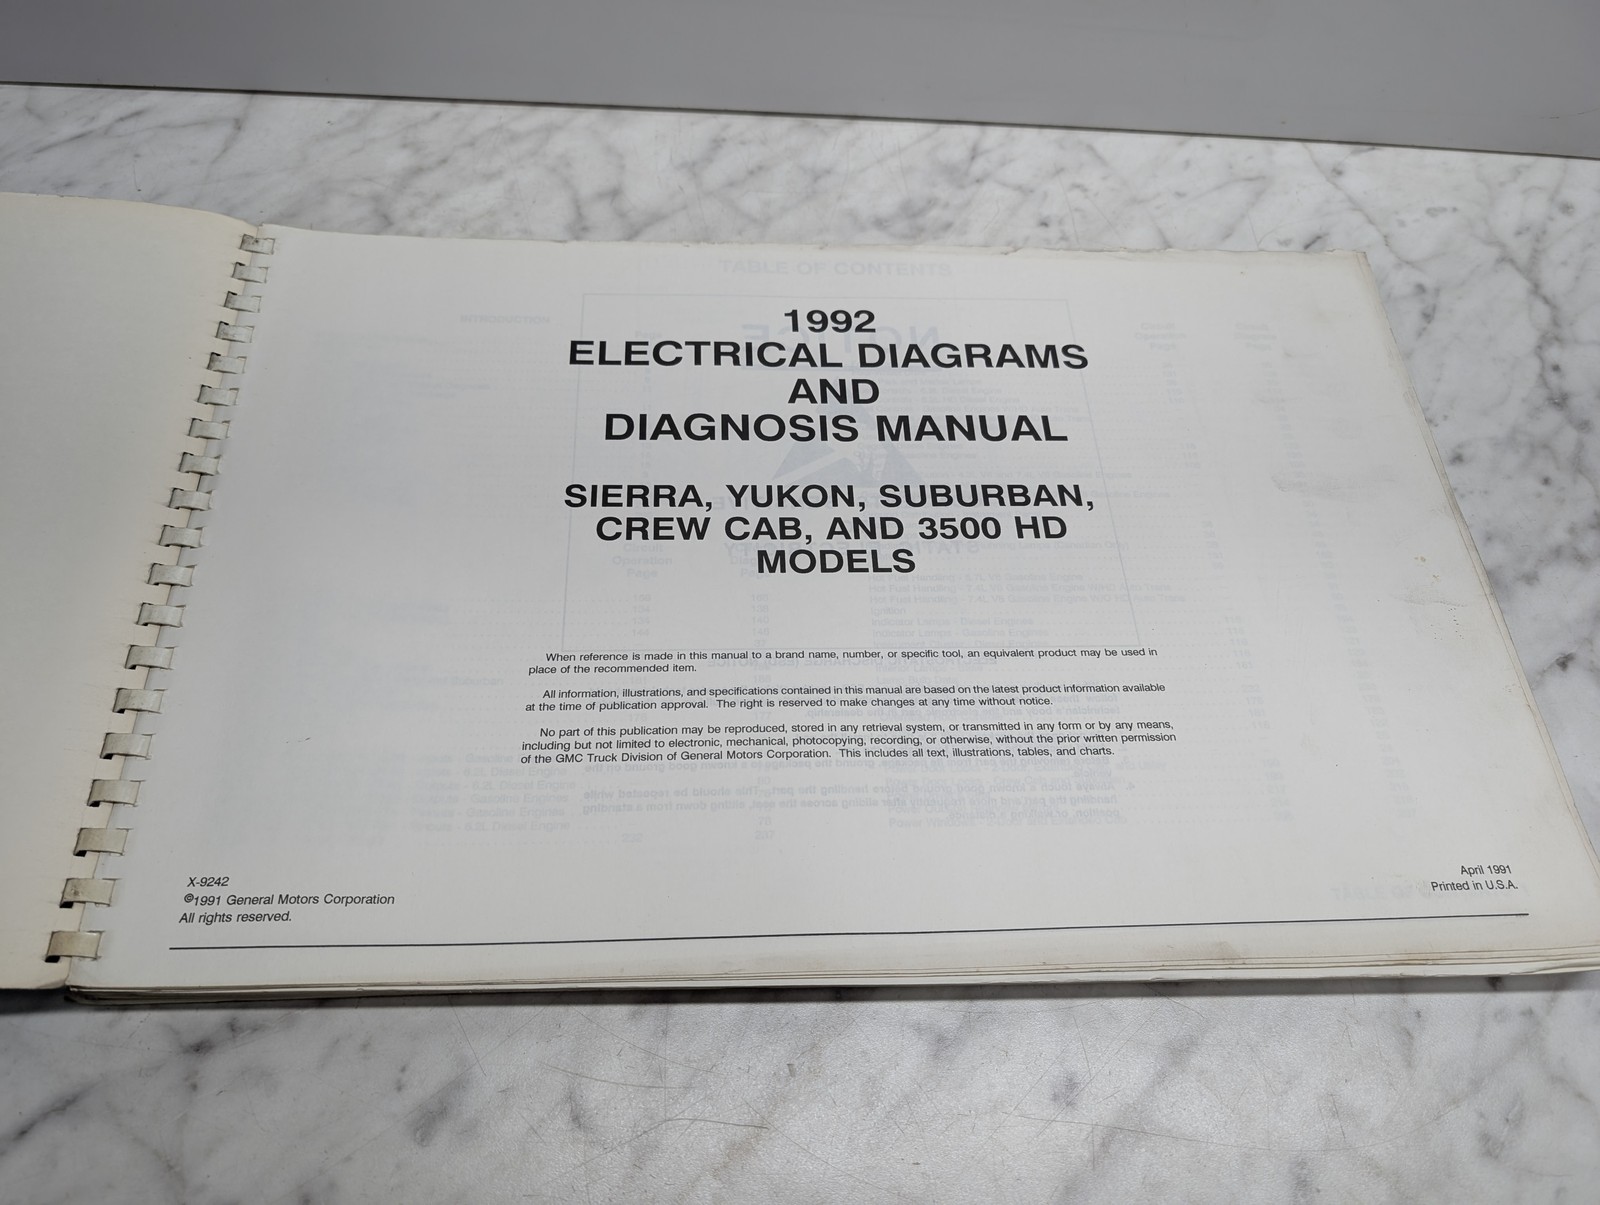 1992
ELECTRICAL DIAGRAMS
AND
DIAGNOSIS MANUAL
SIERRA, YUKON, SUBURBAN,
CREW CAB, AND 3500 HD
MODELS
When reference is made in this manual to a brand name, number, or specific tool, an equivalent product may be used in
place of the recommended item.
All information, illustrations, and specifications contained in this manual are based on the latest product information available
at the time of publication approval. The right is reserved to make changes at any time without notice.
No part of this publication may be reproduced, stored in any retrieval system, or transmitted in any form or by any means,
including but not limited to electronic, mechanical, photocopying, recording, or otherwise, without the prior written permission
of the GMC Truck Division of General Motors Corporation. This includes all text, illustrations, tables, and charts.
X-9242
©1991 General Motors Corporation
All rights reserved.
April 1991
Printed in U.S.A.